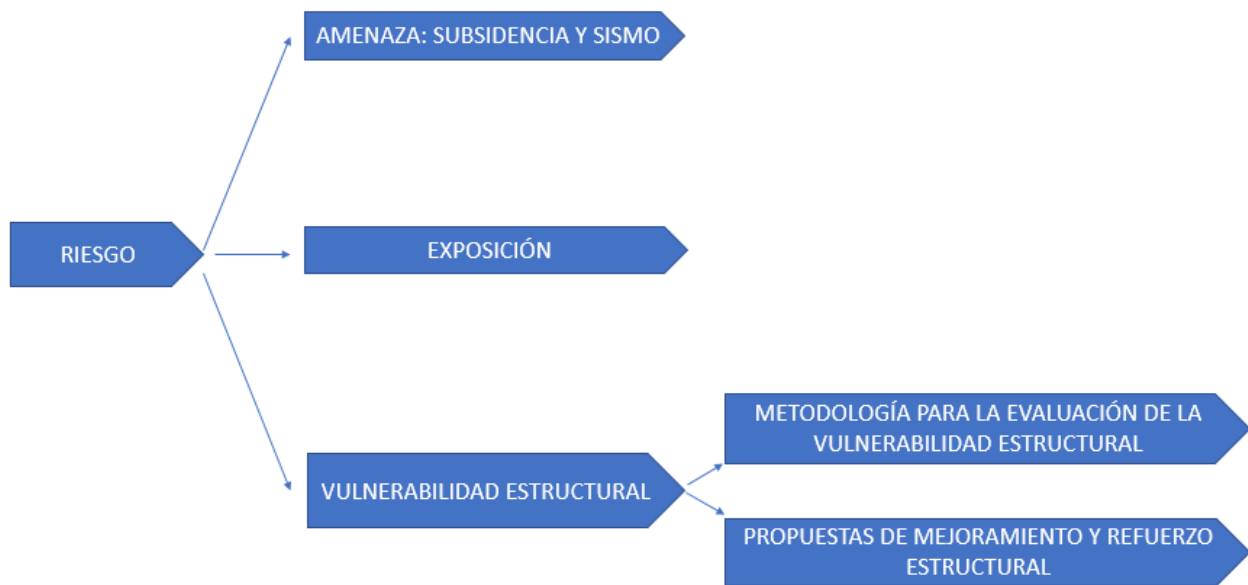 AMENAZA: SUBSIDENCIA Y SISMO
RIESGO
EXPOSICIÓN
VULNERABILIDAD ESTRUCTURAL
METODOLOGÍA PARA LA EVALUACIÓN DE LA
VULNERABILIDAD ESTRUCTURAL
PROPUESTAS DE MEJORAMIENTO Y REFUERZO
ESTRUCTURAL